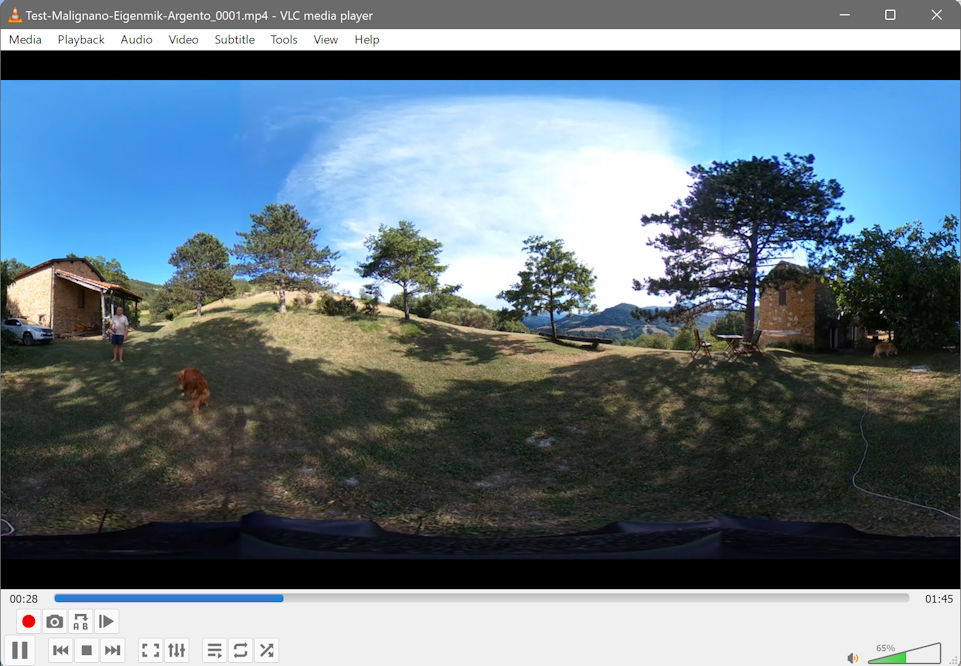 Test-Malignano-Eigenmik-Argento_0001.mp4 - VLC media player
Media Playback Audio Video Subtitle Tools View Help
00:28 01:45
A B
65%